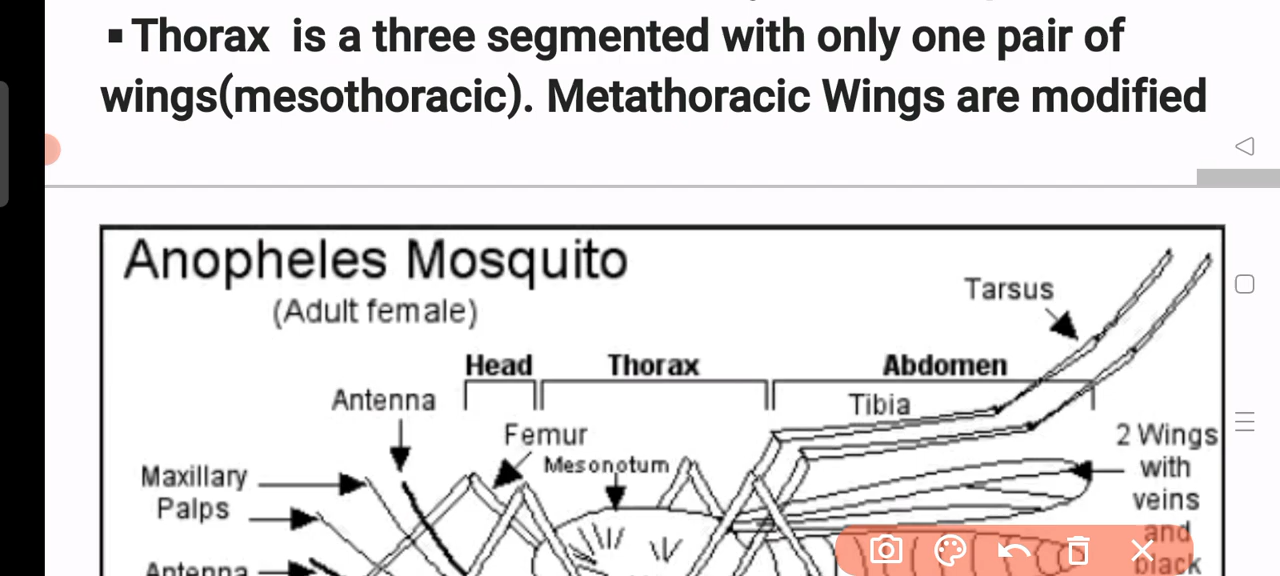 ▪Thorax is a three segmented with only one pair of
wings(mesothoracic). Metathoracic Wings are modified
Anopheles Mosquito
(Adult female)
Tarsus
Head
Thorax
Abdomen
Antenna
Tibia
Femur
2 Wings
Mesonotum
with
Maxillary
veins
Palps
and
black
Antenna